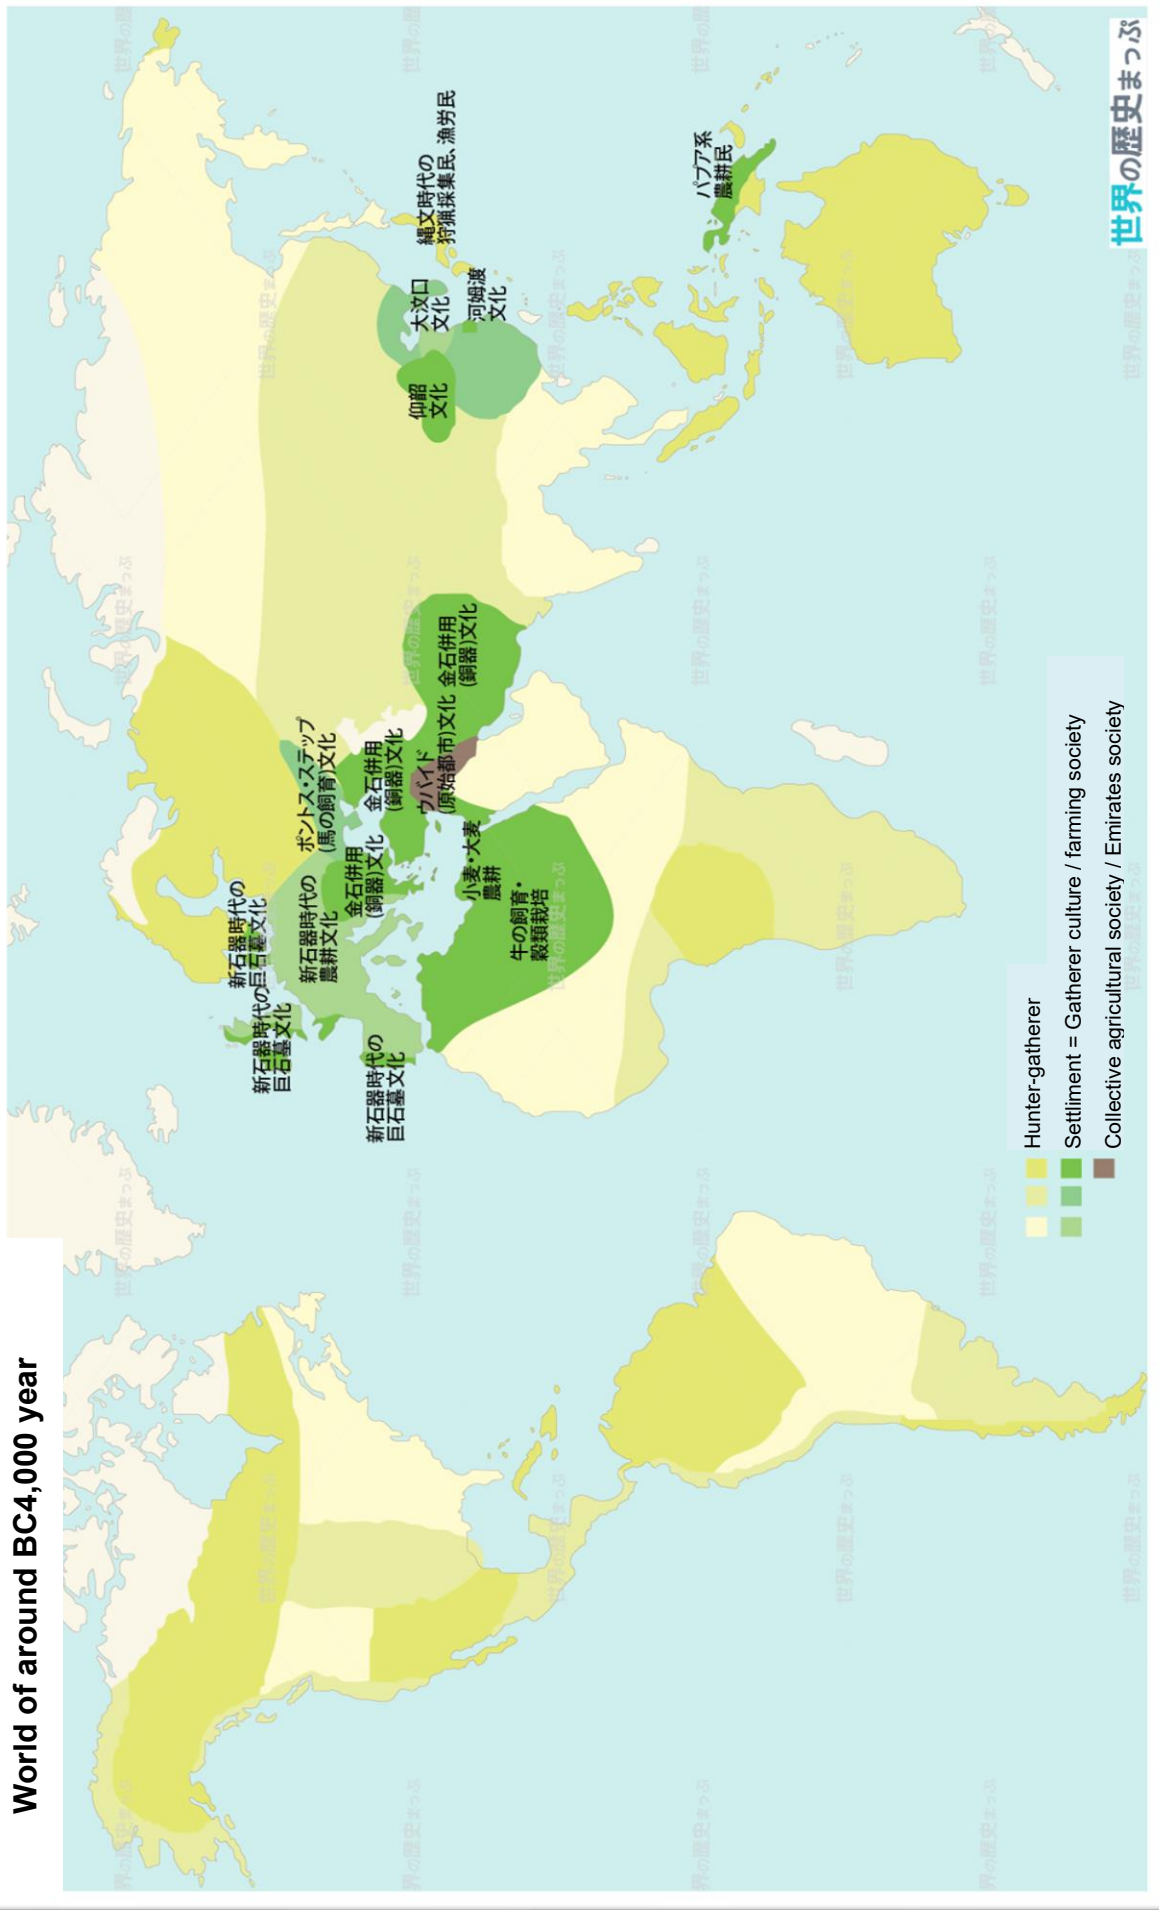 World of around BC4,000 year
新石器時代の
巨石墓文化
新石器時代の
巨石墓文化
新石器時代の
巨石墓文化
新石器時代の
農耕文化
ポントス・ステップ
(馬の飼育)文化
金石併用
(銅器)文化
金石併用
(銅器)文化
ウバイド
(原始都市)文化
金石併用
(銅器)文化
小麦・大麦
農耕
牛の飼育・
穀類栽培
仰韶
文化
大汶口
文化
河姆渡
文化
縄文時代の
狩猟採集民、漁労民
パプア系
農耕民
Hunter-gatherer
Settliment = Gatherer culture / farming society
Collective agricultural society / Emirates society
世界の歴史まっぷ